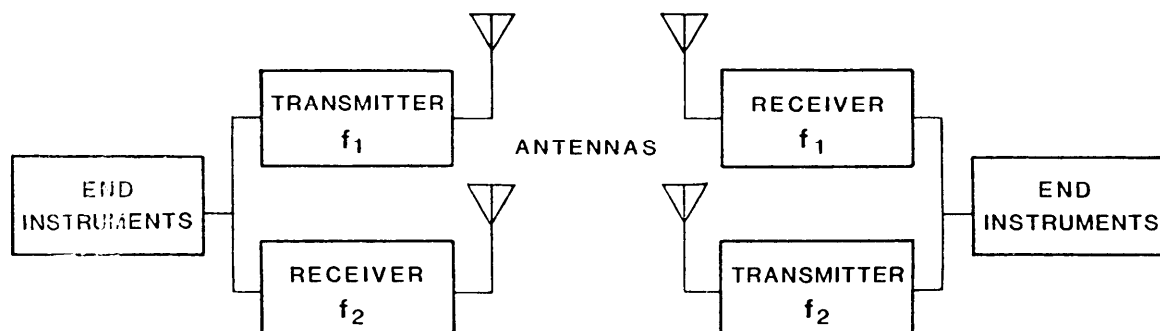 TRANSMITTER
f₁
RECEIVER
f₁
ANTENNAS
END
INSTRUMENTS
END
INSTRUMENTS
RECEIVER
f₂
TRANSMITTER
f₂